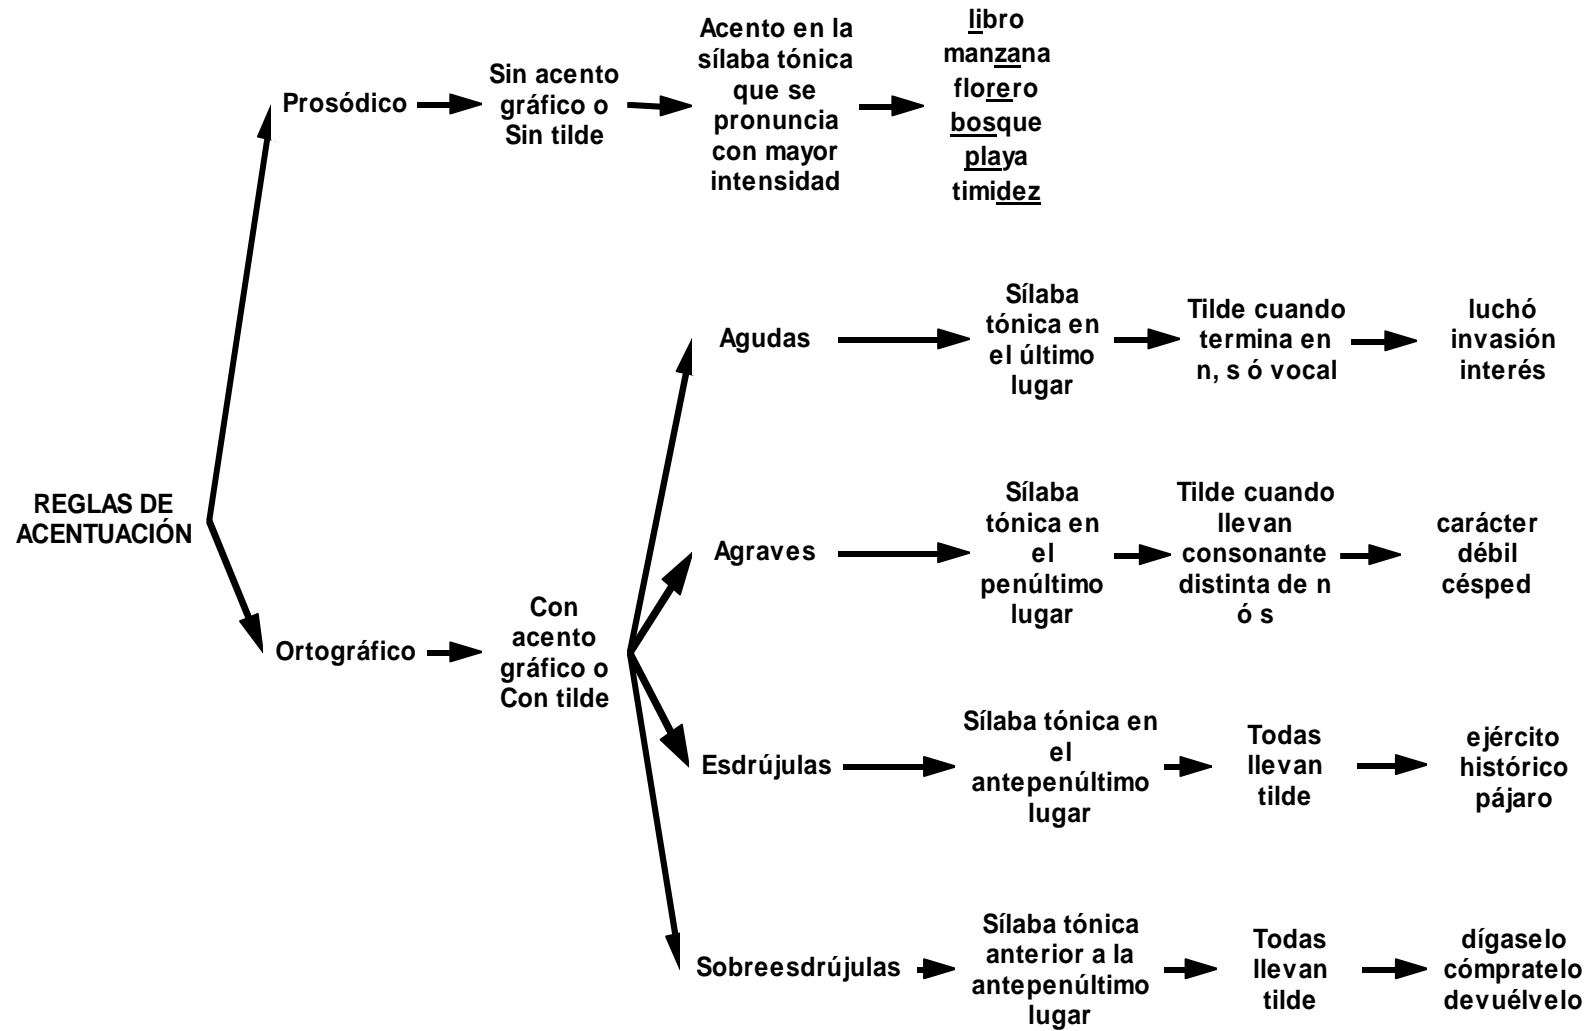 REGLAS DE
ACENTUACIÓN
Prosódico
Sin acento
gráfico o
Sin tilde
Acento en la
sílaba tónica
que se
pronuncia
con mayor
intensidad
libro
manzana
florero
bosque
playa
timidez
Ortográfico
Con
acento
gráfico o
Con tilde
Agudas
Sílaba
tónica en
el último
lugar
Tilde cuando
termina en
n, s ó vocal
luchó
invasión
interés
Agraves
Sílaba
tónica en
el
penúltimo
lugar
Tilde cuando
llevan
consonante
distinta de n
ó s
carácter
débil
césped
Esdrújulas
Sílaba tónica en
el
antepenúltimo
lugar
Todas
llevan
tilde
ejército
histórico
pájaro
Sobreesdrújulas
Sílaba tónica
anterior a la
antepenúltimo
lugar
Todas
llevan
tilde
dígaselo
cómpratelo
devuélvelo